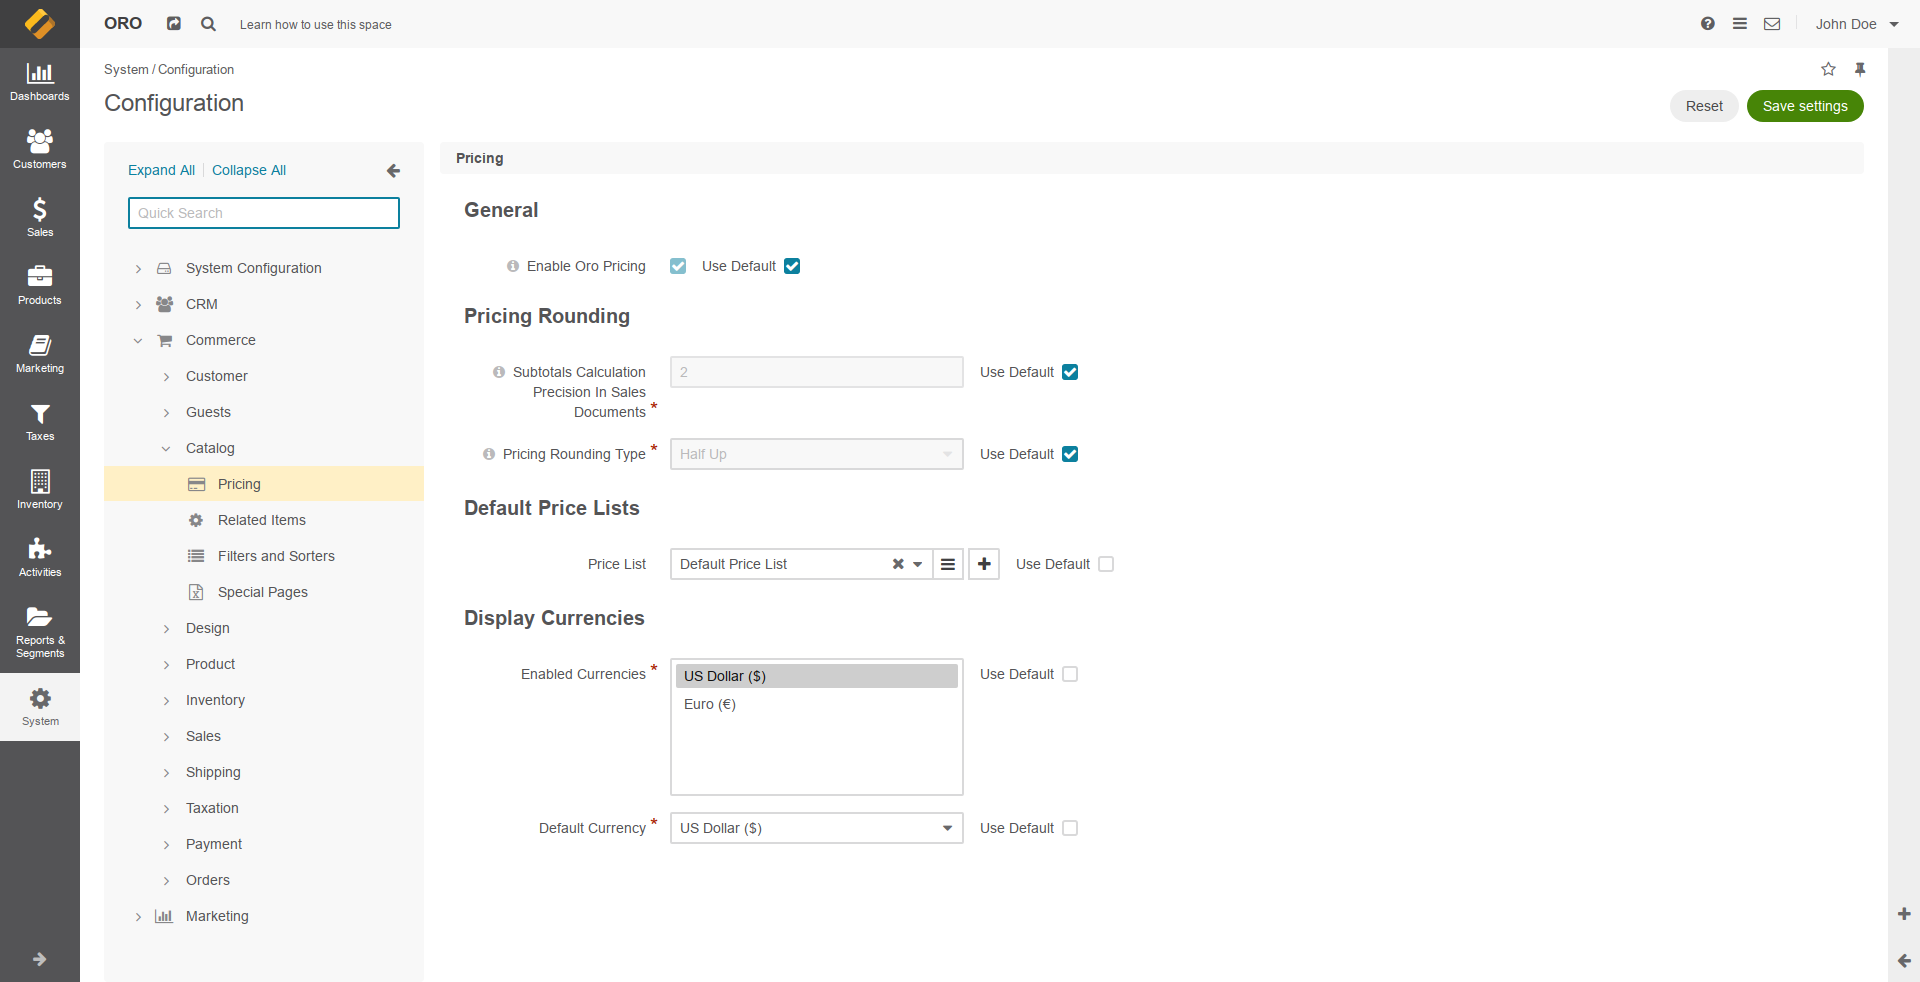 ORO
Learn how to use this space
John Doe
Dashboards
Customers
Sales
Products
Marketing
Taxes
Inventory
Activities
Reports &
Segments
System
System / Configuration
Configuration
Reset
Save settings
Expand All
Collapse All
Quick Search
System Configuration
CRM
Commerce
Customer
Guests
Catalog
Pricing
Related Items
Filters and Sorters
Special Pages
Design
Product
Inventory
Sales
Shipping
Taxation
Payment
Orders
Marketing
Pricing
General
Enable Oro Pricing
Use Default
Pricing Rounding
Subtotals Calculation
Precision In Sales
Documents *
2
Use Default
Pricing Rounding Type *
Half Up
Use Default
Default Price Lists
Price List
Default Price List
Use Default
Display Currencies
Enabled Currencies *
US Dollar ($)
Euro (€)
Use Default
Default Currency *
US Dollar ($)
Use Default